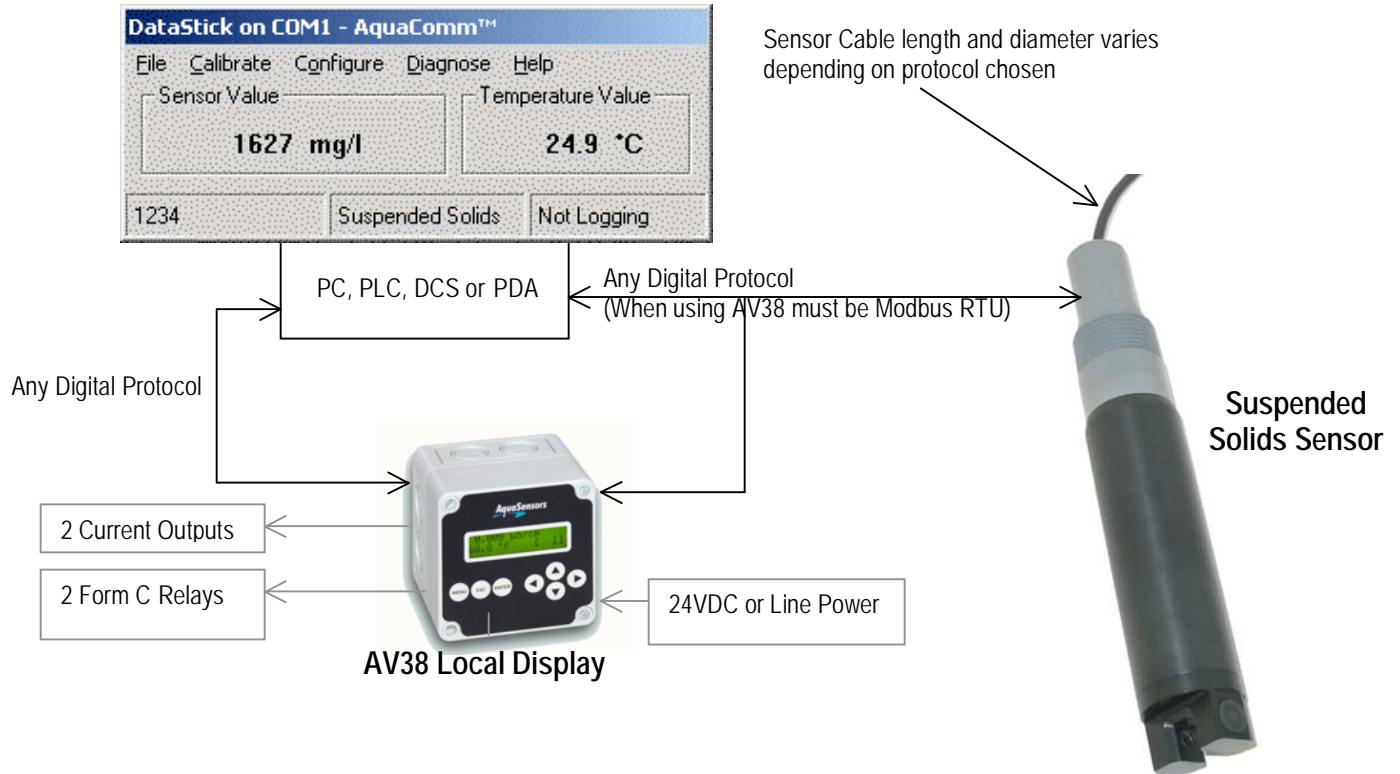 DataStick on COM1 - AquaComm™
File Calibrate Configure Diagnose Help
Sensor Value
Temperature Value
1627 mg/l
24.9 °C
1234
Suspended Solids
Not Logging
Sensor Cable length and diameter varies
depending on protocol chosen
PC, PLC, DCS or PDA
Any Digital Protocol
(When using AV38 must be Modbus RTU)
Any Digital Protocol
Suspended
Solids Sensor
2 Current Outputs
2 Form C Relays
AquaSensors
MENU ESC ENTER
24VDC or Line Power
AV38 Local Display